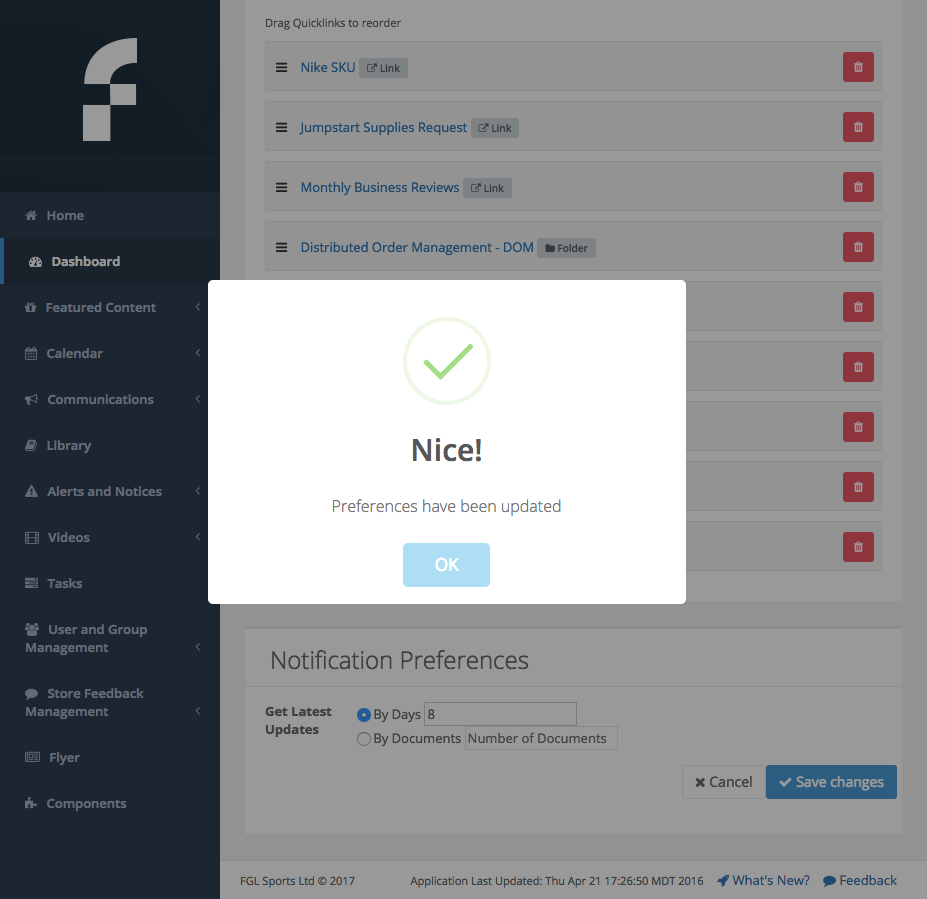 Home
Dashboard
Featured Content
Calendar
Communications
Library
Alerts and Notices
Videos
Tasks
User and Group
Management
Store Feedback
Management
Flyer
Components
Drag Quicklinks to reorder
Nike SKU Link
Jumpstart Supplies Request Link
Monthly Business Reviews Link
Distributed Order Management - DOM Folder
Nice!
Preferences have been updated
OK
Notification Preferences
Get Latest
Updates
By Days 8
By Documents Number of Documents
Cancel Save changes
FGL Sports Ltd © 2017 Application Last Updated: Thu Apr 21 17:26:50 MDT 2016 What's New? Feedback